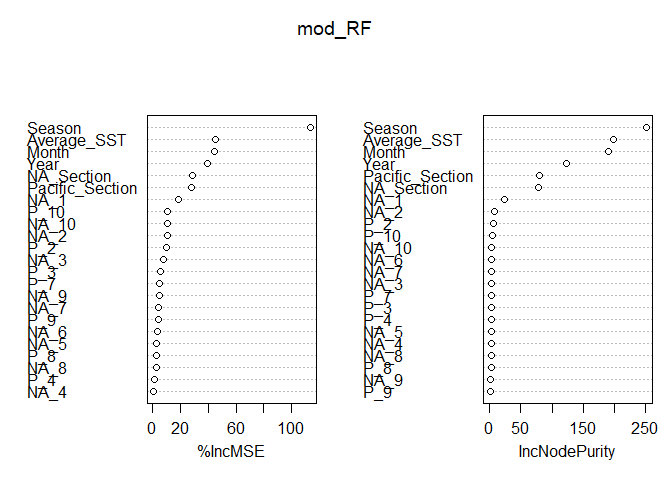 mod_RF
Season
Average_SST
Month
Year
NA_Section
Pacific_Section
NA_1
P_10
NA_10
NA_2
P_2
NA_3
P_3
P_7
NA_9
NA_7
P_9
NA_6
NA_5
P_8
NA_8
P_4
NA_4
0 20 60 100
%IncMSE
Season
Average_SST
Month
Year
Pacific_Section
NA_Section
NA_1
NA_2
P_2
P_10
NA_10
NA_6
NA_7
NA_3
P_7
P_3
P_4
NA_5
NA_4
NA_8
P_8
NA_9
P_9
0 50 150 250
IncNodePurity